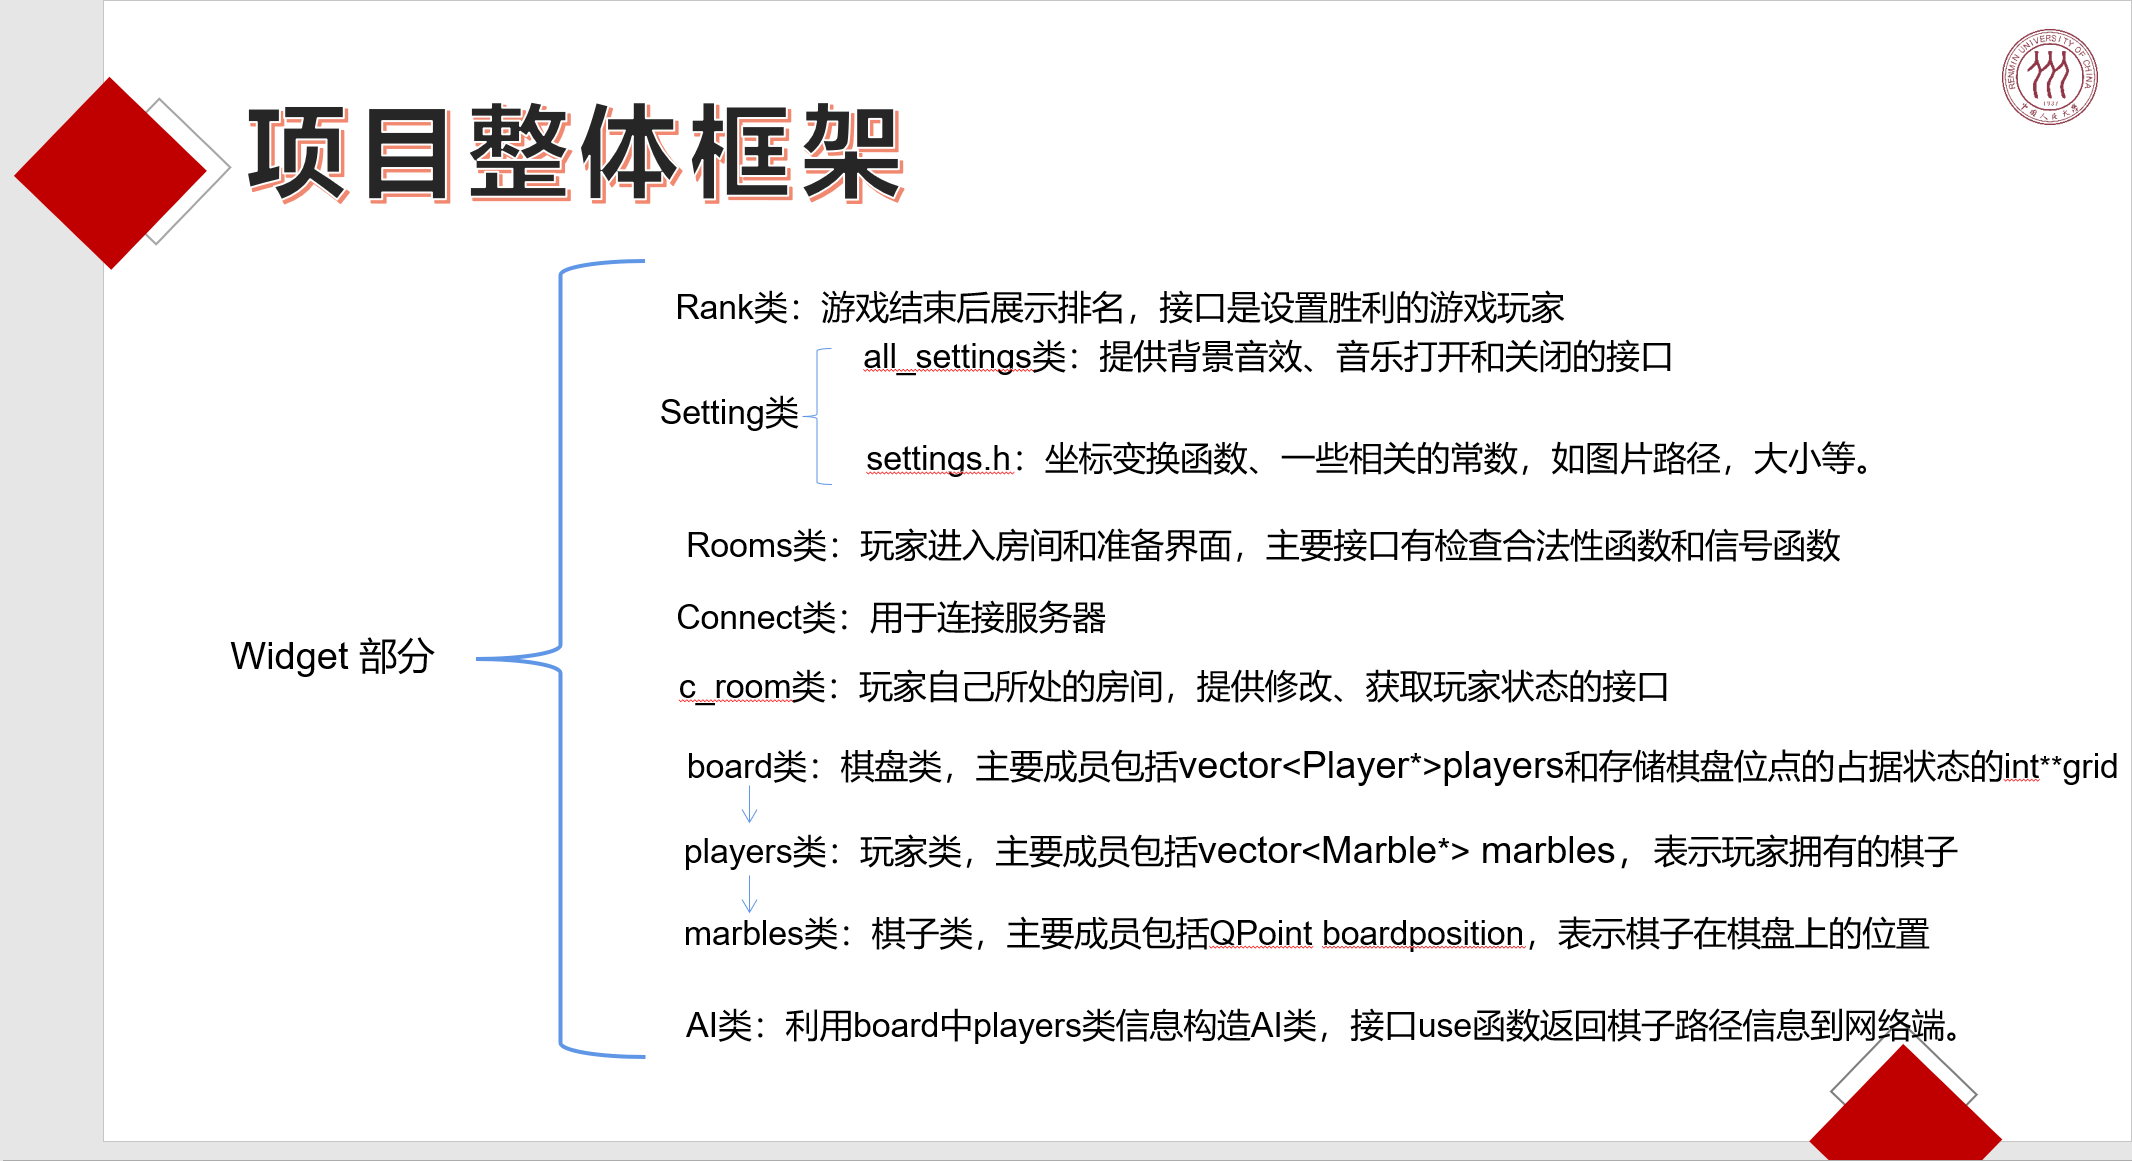 RENMIN UNIVERSITY OF CHINA
1937
中国人民大学
项目整体框架
Widget 部分
Rank类：游戏结束后展示排名，接口是设置胜利的游戏玩家
Setting类
all_settings类：提供背景音效、音乐打开和关闭的接口
settings.h：坐标变换函数、一些相关的常数，如图片路径，大小等。
Rooms类：玩家进入房间和准备界面，主要接口有检查合法性函数和信号函数
Connect类：用于连接服务器
c_room类：玩家自己所处的房间，提供修改、获取玩家状态的接口
board类：棋盘类，主要成员包括vector<Player*>players和存储棋盘位点的占据状态的int**grid
players类：玩家类，主要成员包括vector<Marble*> marbles，表示玩家拥有的棋子
marbles类：棋子类，主要成员包括QPoint boardposition，表示棋子在棋盘上的位置
AI类：利用board中players类信息构造AI类，接口use函数返回棋子路径信息到网络端。